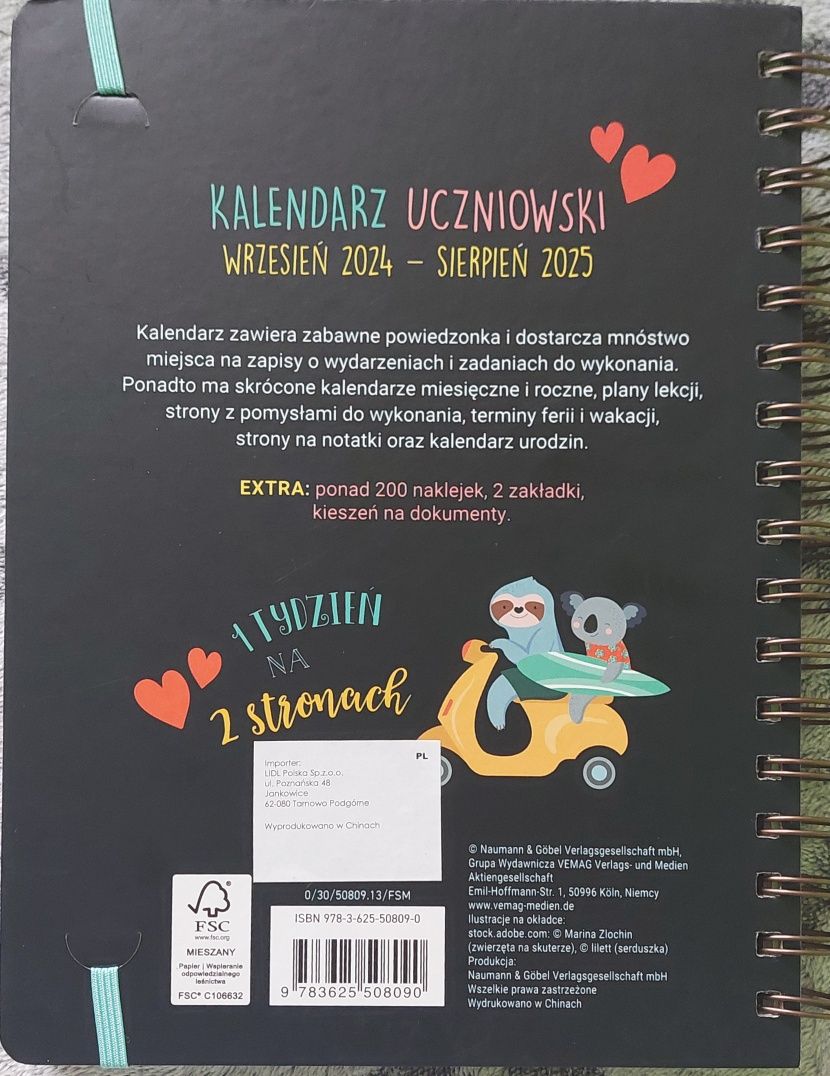 KALENDARZ UCZNIOWSKI
WRZESIEŃ 2024 – SIERPIEŃ 2025
Kalendarz zawiera zabawne powiedzonka i dostarcza mnóstwo
miejsca na zapisy o wydarzeniach i zadaniach do wykonania.
Ponadto ma skrócone kalendarze miesięczne i roczne, plany lekcji,
strony z pomysłami do wykonania, terminy ferii i wakacji,
strony na notatki oraz kalendarz urodzin.
EXTRA: ponad 200 naklejek, 2 zakładki,
kieszeń na dokumenty.
1 TYDZIEŃ
NA
2 stronach
PL
Importer:
LIDL Polska Sp.z.o.o.
ul. Poznańska 48
Jankowice
62-080 Tarnowo Podgórne
Wyprodukowano w Chinach
0/30/50809.13/FSM
ISBN 978-3-625-50809-0
9 783625 508090
FSC®
www.fsc.org
MIESZANY
Papier | Wspieranie
odpowiedzialnego
leśnictwa
FSC® C106632
© Naumann & Göbel Verlagsgesellschaft mbH,
Grupa Wydawnicza VEMAG Verlags- und Medien
Aktiengesellschaft
Emil-Hoffmann-Str. 1, 50996 Köln, Niemcy
www.vemag-medien.de
Ilustracje na okładce:
stock.adobe.com: © Marina Zlochin
(zwierzęta na skuterze), © lilett (serduszka)
Produkcja:
Naumann & Göbel Verlagsgesellschaft mbH
Wszelkie prawa zastrzeżone
Wydrukowano w Chinach